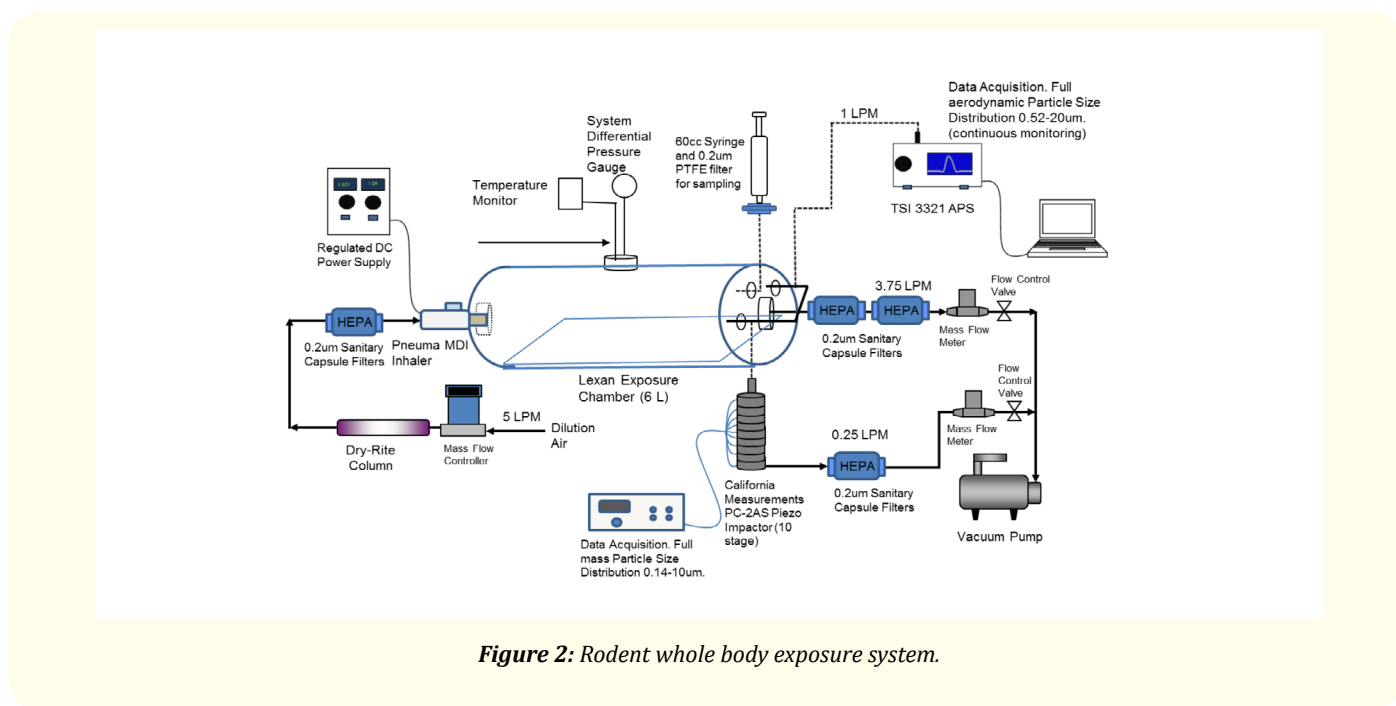 Data Acquisition. Full
aerodynamic Particle Size
Distribution 0.52-20um.
(continuous monitoring)
1 LPM
System
Differential
Pressure
Gauge
60cc Syringe
and 0.2um
PTFE filter
for sampling
Temperature
Monitor
TSI 3321 APS
Regulated DC
Power Supply
Flow Control
Valve
3.75 LPM
HEPA
HEPA
HEPA
0.2um Sanitary
Capsule Filters
Pneuma MDI
Inhaler
0.2um Sanitary
Capsule Filters
Mass Flow
Meter
Lexan Exposure
Chamber (6 L)
Flow
Control
Valve
5 LPM
Dilution
Air
Dry-Rite
Column
Mass Flow
Controller
0.25 LPM
Mass Flow
Meter
HEPA
0.2um Sanitary
Capsule Filters
California
Measurements
PC-2AS Piezo
Impactor (10
stage)
Vacuum Pump
Data Acquisition. Full
mass Particle Size
Distribution 0.14-10um.
Figure 2: Rodent whole body exposure system.